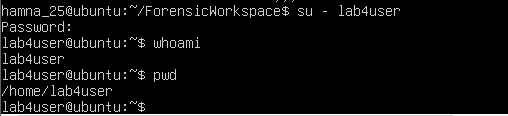 hamna_25@ubuntu:~/ForensicWorkspace$ su - lab4user
Password:
lab4user@ubuntu:~$ whoami
lab4user
lab4user@ubuntu:~$ pwd
/home/lab4user
lab4user@ubuntu:~$